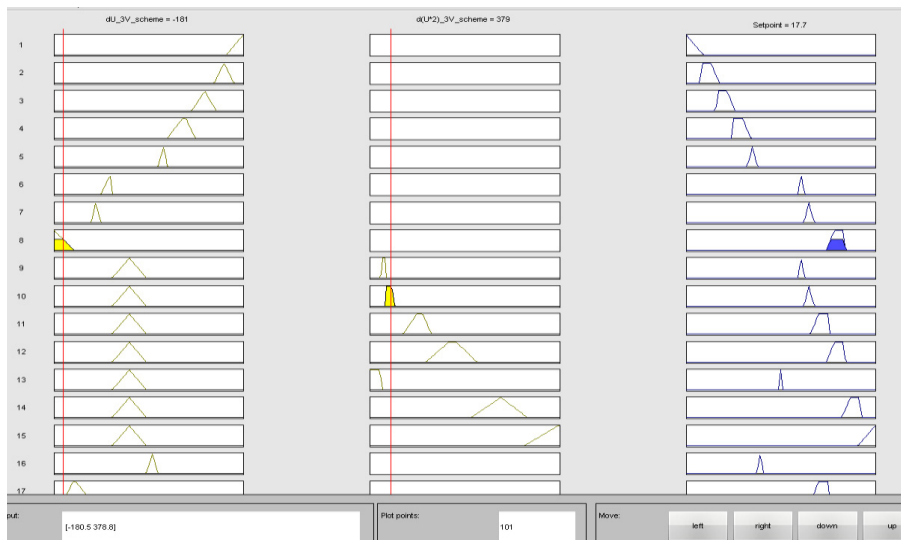 dU_3V_scheme = -181
d(U^2)_3V_scheme = 379
Setpoint = 17.7
1
2
3
4
5
6
7
8
9
10
11
12
13
14
15
16
17
put:
[-180.5 378.8]
Plot points:
101
Move:
left
right
down
up